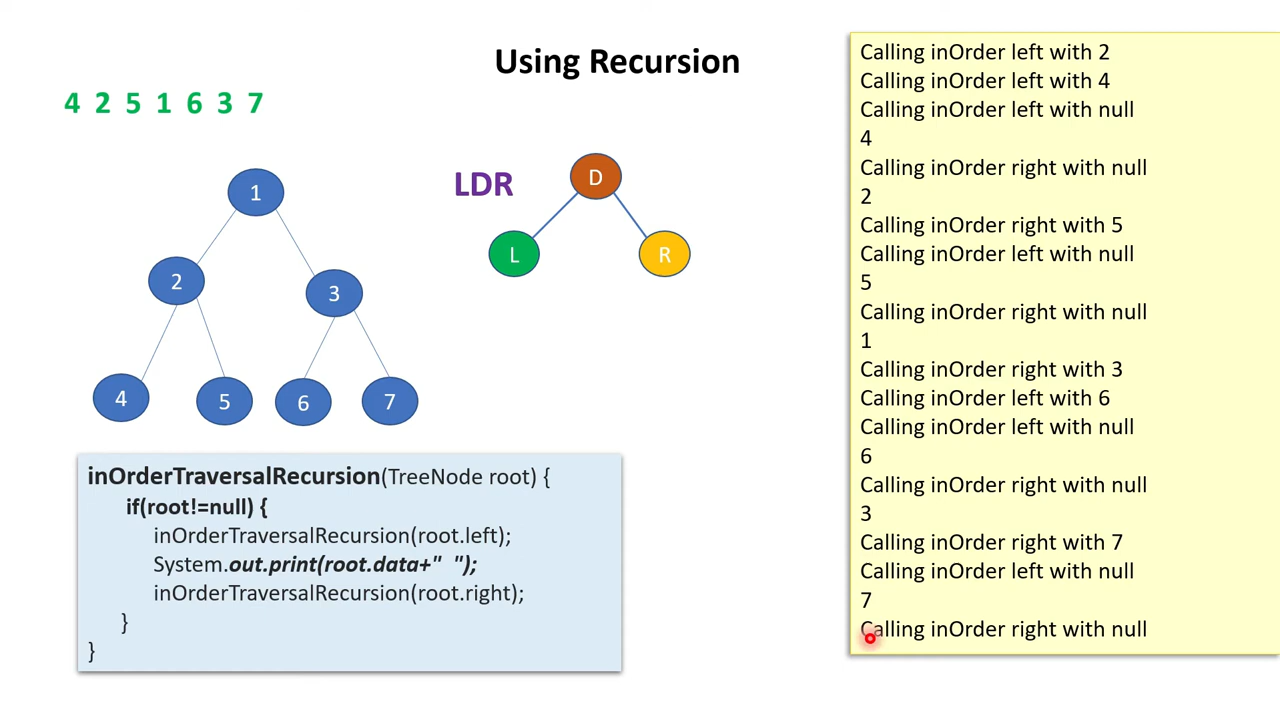 Using Recursion
4 2 5 1 6 3 7
1
2
3
4
5
6
7
LDR
D
L
R
inOrderTraversalRecursion(TreeNode root) {
if(root!=null) {
inOrderTraversalRecursion(root.left);
System.out.print(root.data+" ");
inOrderTraversalRecursion(root.right);
}
}
Calling inOrder left with 2
Calling inOrder left with 4
Calling inOrder left with null
4
Calling inOrder right with null
2
Calling inOrder right with 5
Calling inOrder left with null
5
Calling inOrder right with null
1
Calling inOrder right with 3
Calling inOrder left with 6
Calling inOrder left with null
6
Calling inOrder right with null
3
Calling inOrder right with 7
Calling inOrder left with null
7
Calling inOrder right with null